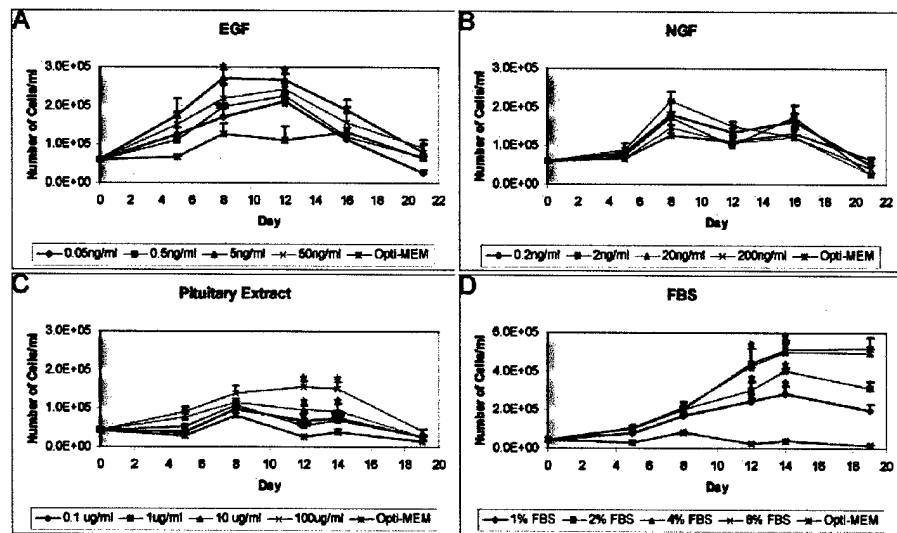 A
EGF
Number of Cells/ml
3.0E+05
2.0E+05
1.0E+05
0.0E+00
0 2 4 6 8 10 12 14 16 18 20 22
Day
0.05ng/ml 0.5ng/ml 5ng/ml 50ng/ml Opti-MEM
B
NGF
Number of Cells/ml
3.0E+05
2.0E+05
1.0E+05
0.0E+00
0 2 4 6 8 10 12 14 16 18 20 22
Day
0.2ng/ml 2ng/ml 20ng/ml 200ng/ml Opti-MEM
C
Pituitary Extract
Number of Cells/ml
3.0E+05
2.0E+05
1.0E+05
0.0E+00
0 2 4 6 8 10 12 14 16 18 20
Day
0.1 ug/ml 1ug/ml 10 ug/ml 100ug/ml Opti-MEM
D
FBS
Number of Cells/ml
6.0E+05
4.0E+05
2.0E+05
0.0E+00
0 2 4 6 8 10 12 14 16 18 20
Day
1% FBS 2% FBS 4% FBS 8% FBS Opti-MEM